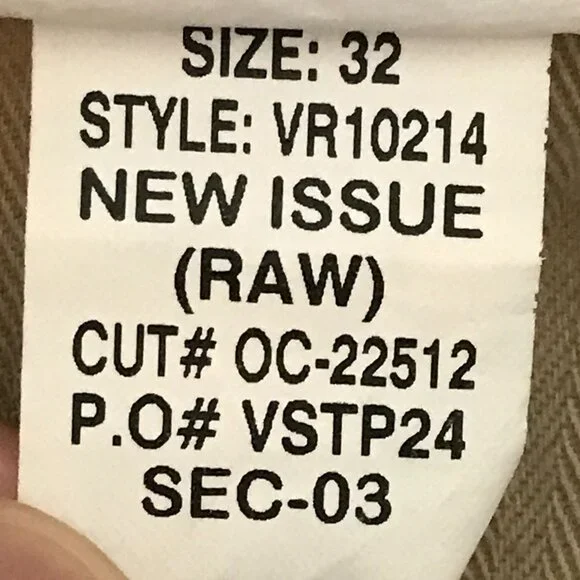 SIZE: 32
STYLE: VR10214
NEW ISSUE
(RAW)
CUT# OC-22512
P.O# VSTP24
SEC-03